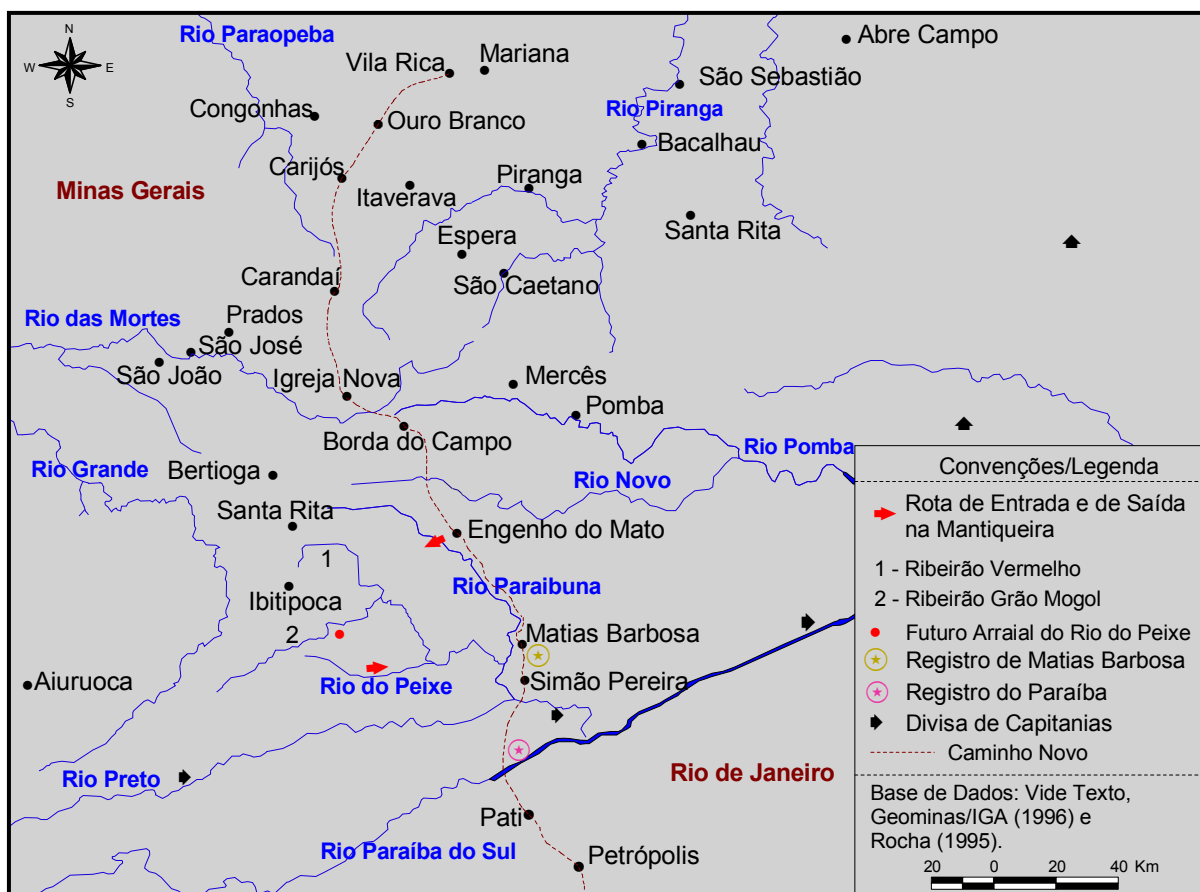 N
W
E
S
Rio Paraopeba
Abre Campo
Vila Rica
Mariana
São Sebastião
Congonhas
Ouro Branco
Rio Piranga
Bacalhau
Carijós
Itaverava
Piranga
Minas Gerais
Santa Rita
Espera
São Caetano
Carandaí
Rio das Mortes
Prados
São José
São João
Igreja Nova
Mercês
Pomba
Borda do Campo
Rio Pomba
Rio Grande
Bertioga
Rio Novo
Santa Rita
Engenho do Mato
1
Ibitipoca
Rio Paraibuna
2
Matias Barbosa
Aiuruoca
Rio do Peixe
Simão Pereira
Rio Preto
Rio de Janeiro
Pati
Rio Paraíba do Sul
Petrópolis
Convenções/Legenda
Rota de Entrada e de Saída
na Mantiqueira
1 - Ribeirão Vermelho
2 - Ribeirão Grão Mogol
Futuro Arraial do Rio do Peixe
Registro de Matias Barbosa
Registro do Paraíba
Divisa de Capitanias
Caminho Novo
Base de Dados: Vide Texto,
Geominas/IGA (1996) e
Rocha (1995).
20 0 20 40 Km